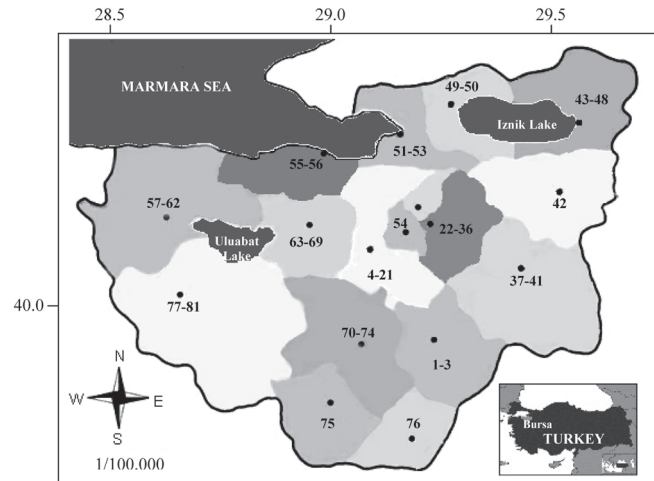 28.5 29.0 29.5
MARMARA SEA
49-50
43-48
Iznik Lake
51-53
55-56
57-62
42
54
22-36
63-69
Uluabat
Lake
4-21
37-41
40.0
77-81
70-74
1-3
N
W E
S
75
76
1/100.000
Bursa
TURKEY